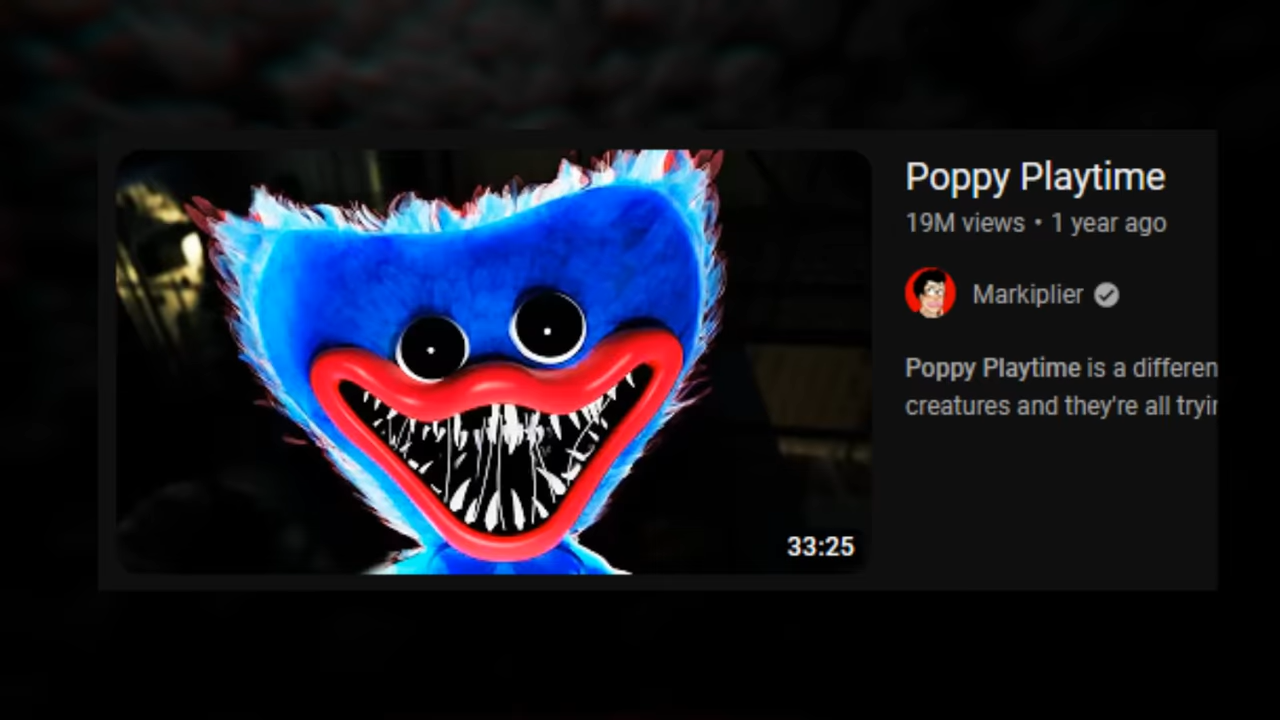 Poppy Playtime
19M views • 1 year ago
Markiplier
Poppy Playtime is a differen
creatures and they're all tryin
33:25